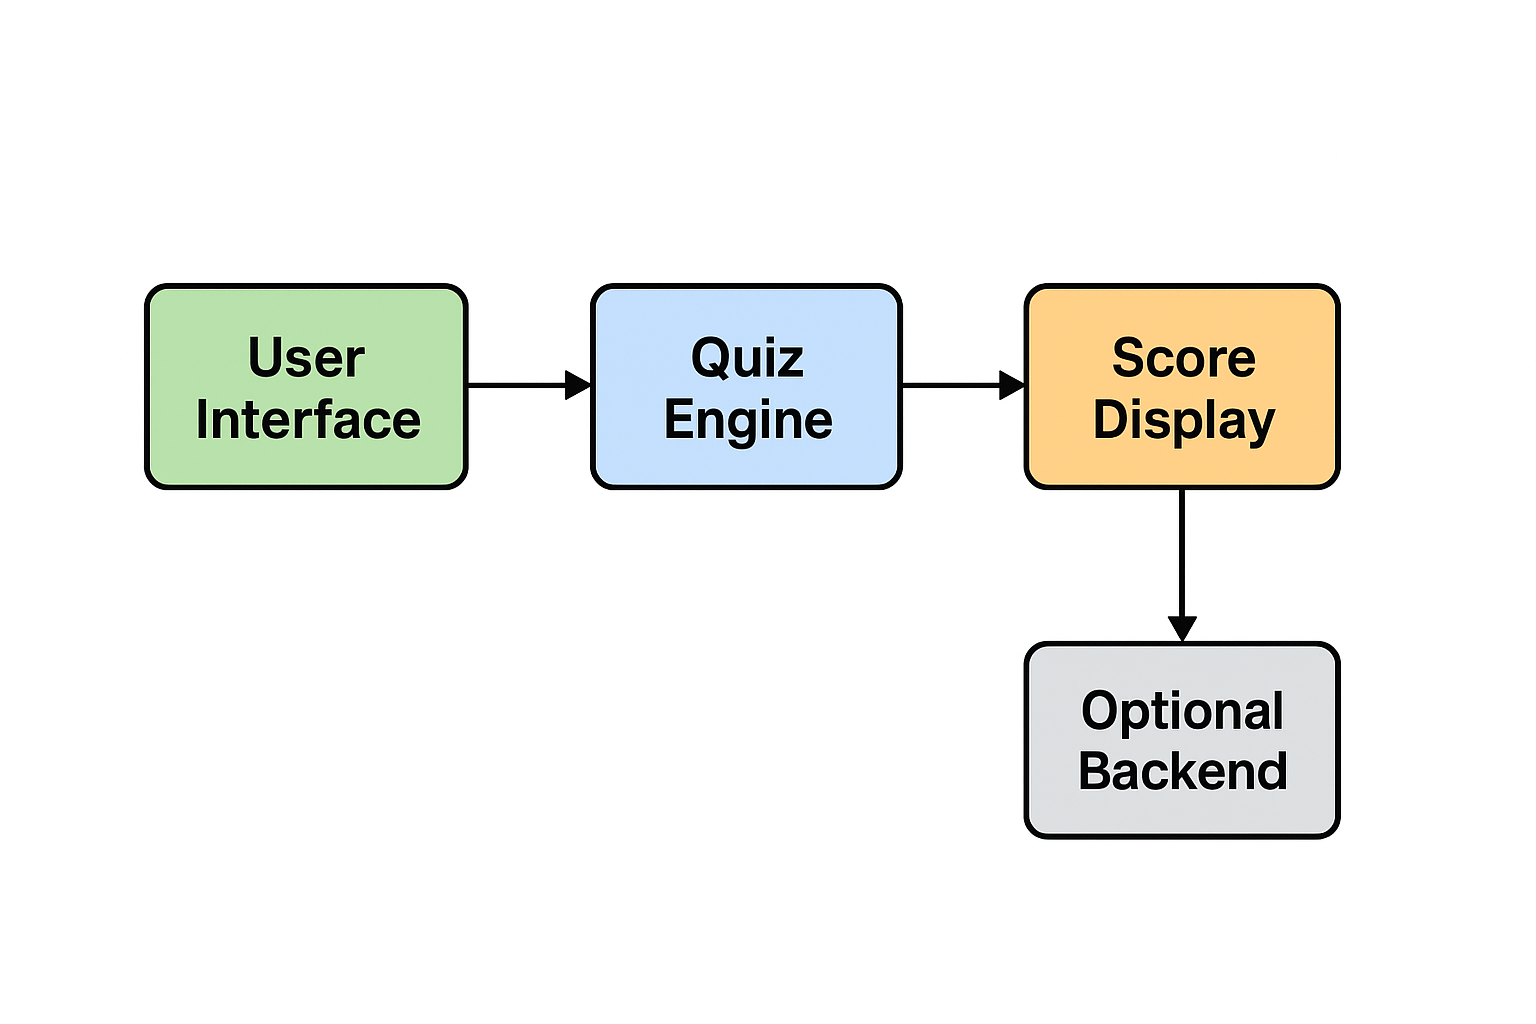 User
Interface
Quiz
Engine
Score
Display
Optional
Backend